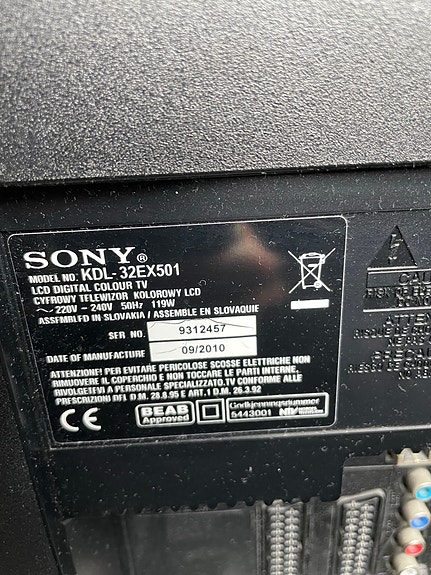 SONY®
MODEL NO. KDL-32EX501
LCD DIGITAL COLOUR TV
CYFROWY TELEWIZOR KOLOROWY LCD
~ 220V - 240V 50Hz 119W
ASSEMBLED IN SLOVAKIA / ASSEMBLE EN SLOVAQUIE
SER NO. 9312457
DATE OF MANUFACTURE 09/2010
ATTENZIONE! PER EVITARE PERICOLOSE SCOSSE ELETTRICHE NON
RIMUOVERE IL COPERCHIO E NON TOCCARE LE PARTI INTERNE.
RIVOLGETEVI A PERSONALE SPECIALIZZATO.TV CONFORME ALLE
PRESCRIZIONI DEL D.M. 28.8.95 E ART.1 D.M. 26.3.92
CE
BEAB
Approved
Godkjenningsnummer
5443001